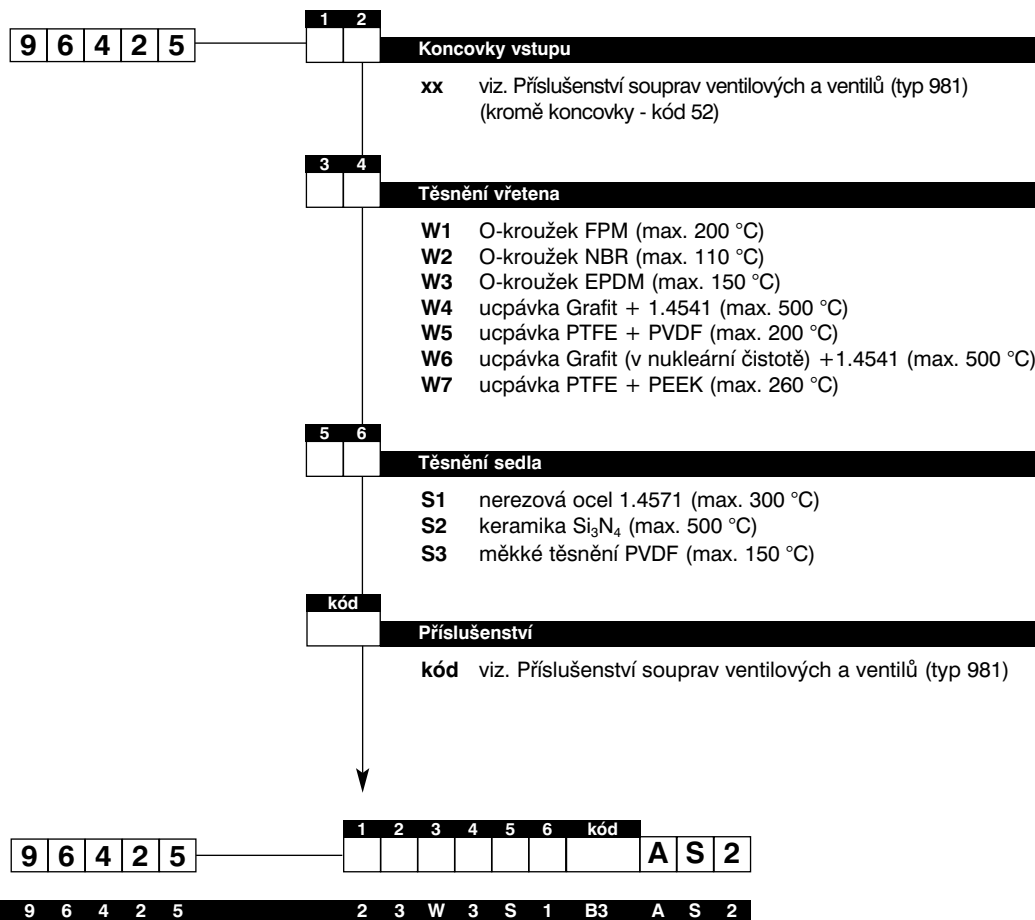 1 2
9 6 4 2 5
Koncovky vstupu
xx viz. Příslušenství souprav ventilových a ventilů (typ 981)
(kromě koncovky - kód 52)
3 4
Těsnění vřetena
W1 O-kroužek FPM (max. 200 °C)
W2 O-kroužek NBR (max. 110 °C)
W3 O-kroužek EPDM (max. 150 °C)
W4 ucpávka Grafit + 1.4541 (max. 500 °C)
W5 ucpávka PTFE + PVDF (max. 200 °C)
W6 ucpávka Grafit (v nukleární čistotě) +1.4541 (max. 500 °C)
W7 ucpávka PTFE + PEEK (max. 260 °C)
5 6
Těsnění sedla
S1 nerezová ocel 1.4571 (max. 300 °C)
S2 keramika Si₃N₄ (max. 500 °C)
S3 měkké těsnění PVDF (max. 150 °C)
kód
Příslušenství
kód viz. Příslušenství souprav ventilových a ventilů (typ 981)
1 2 3 4 5 6 kód
9 6 4 2 5 A S 2
9 6 4 2 5 2 3 W 3 S 1 B3 A S 2